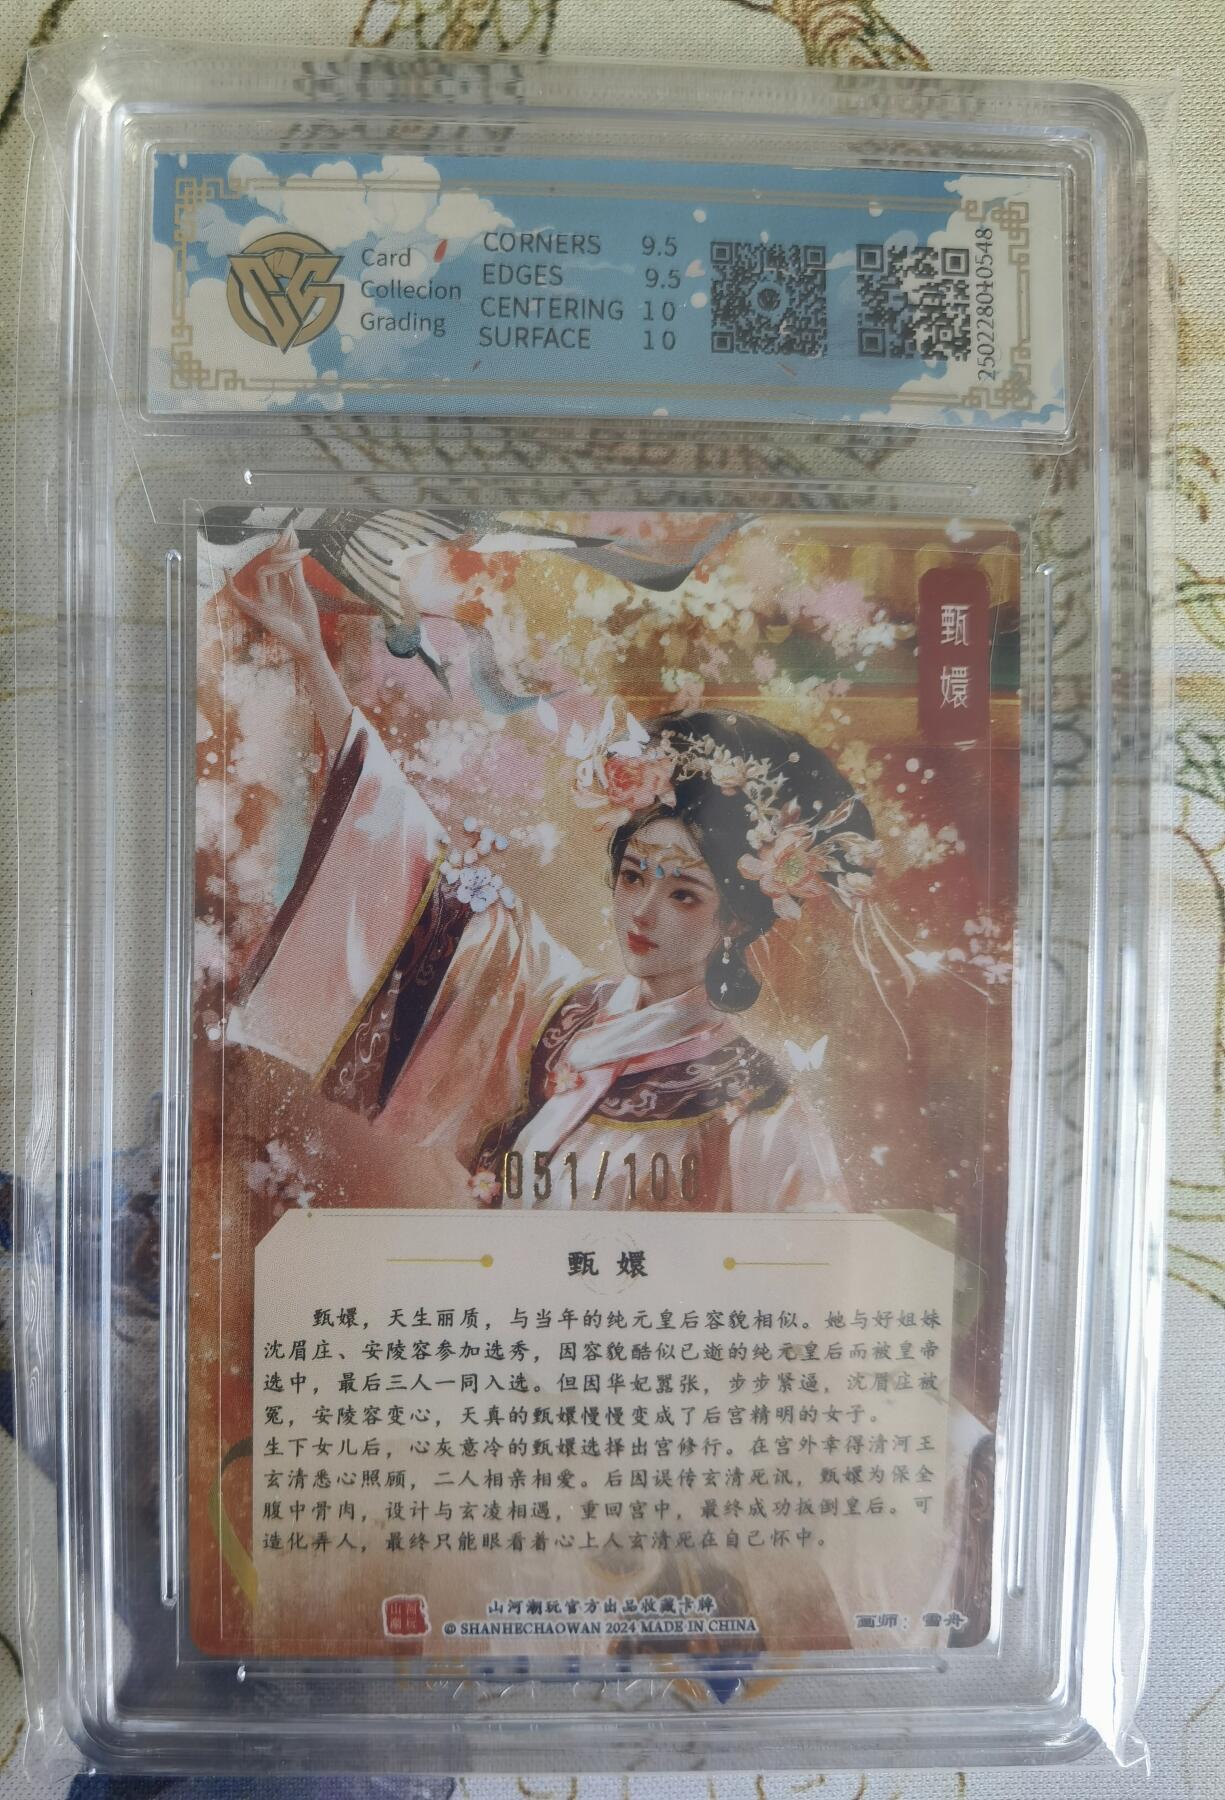 Card
Collecion
Grading
CORNERS 9.5
EDGES 9.5
CENTERING 10
SURFACE 10
250228010548
甄嬛
051/108
甄嬛
甄嬛，天生丽质，与当年的纯元皇后容貌相似。她与好姐妹
沈眉庄、安陵容参加选秀，因容貌酷似已逝的纯元皇后而被皇帝
选中，最后三人一同入选。但因华妃嚣张，步步紧逼，沈眉庄被
冤，安陵容变心，天真的甄嬛慢慢变成了后宫精明的女子。
生下女儿后，心灰意冷的甄嬛选择出宫修行。在宫外幸得清河王
玄清悉心照顾，二人相亲相爱。后因误传玄清死讯，甄嬛为保全
腹中骨肉，设计与玄凌相遇，重回宫中，最终成功扳倒皇后。可
造化弄人，最终只能眼看着心上人玄清死在自己怀中。
山河潮玩
山河潮玩官方出品收藏卡牌
© SHANHECHAOWAN 2024 MADE IN CHINA
画师：雪舟